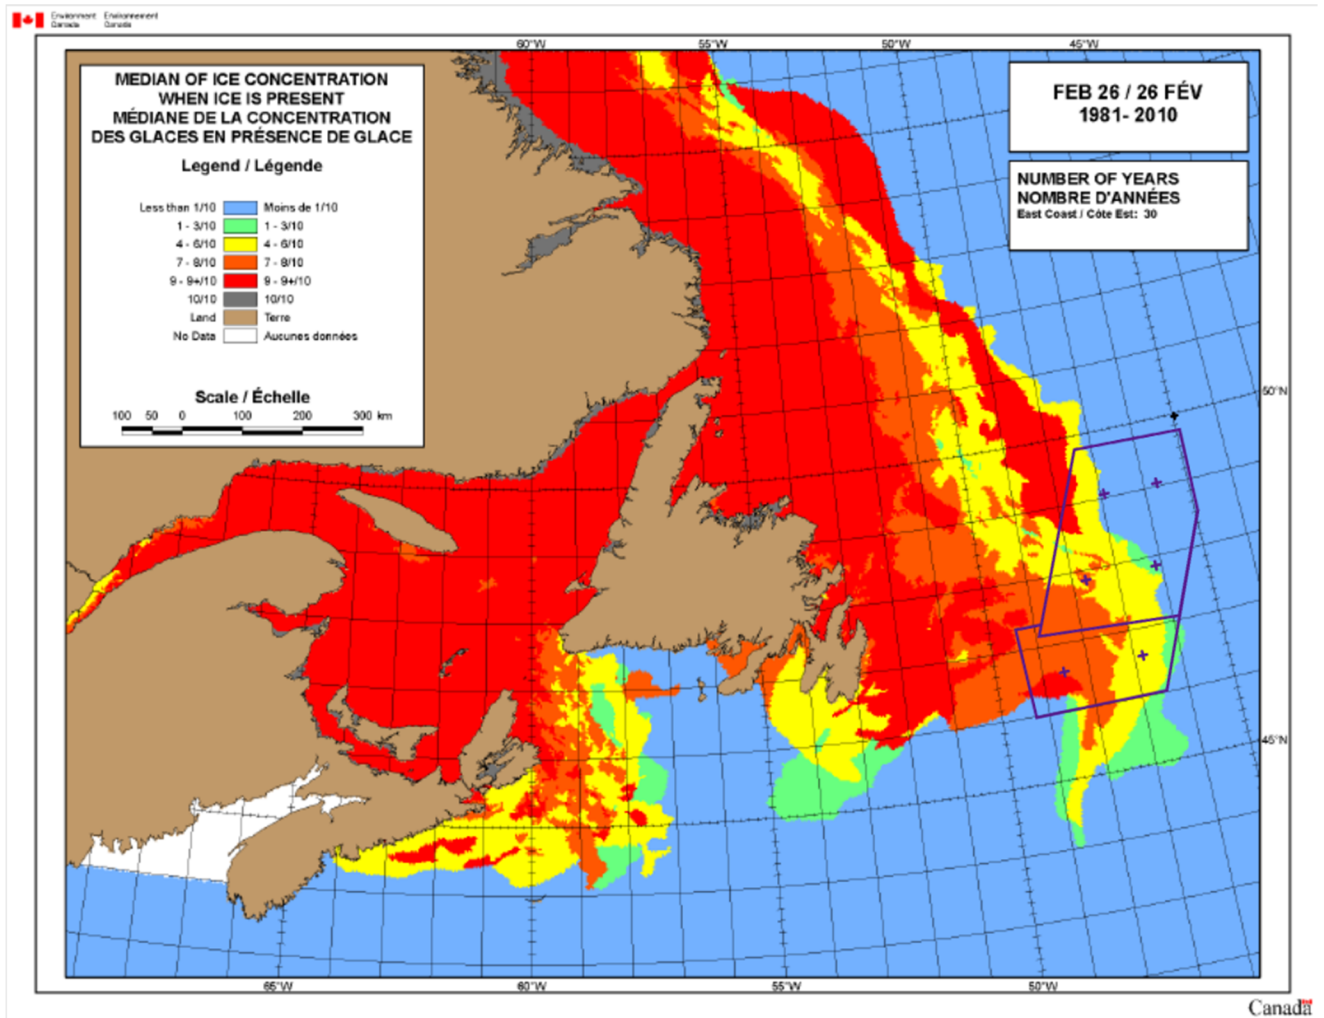 Environment Environnement
Canada Canada
60°W 55°W 50°W 45°W
MEDIAN OF ICE CONCENTRATION
WHEN ICE IS PRESENT
MÉDIANE DE LA CONCENTRATION
DES GLACES EN PRÉSENCE DE GLACE
Legend / Légende
Less than 1/10 Moins de 1/10
1 - 3/10 1 - 3/10
4 - 6/10 4 - 6/10
7 - 8/10 7 - 8/10
9 - 9+/10 9 - 9+/10
10/10 10/10
Land Terre
No Data Aucunes données
Scale / Échelle
100 50 0 100 200 300 km
FEB 26 / 26 FÉV
1981- 2010
NUMBER OF YEARS
NOMBRE D'ANNÉES
East Coast / Côte Est: 30
50°N
45°N
65°W 60°W 55°W 50°W
Canada